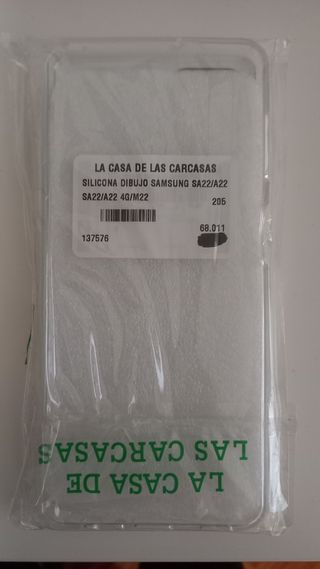 LA CASA DE LAS CARCASAS
SILICONA DIBUJO SAMSUNG SA22/A22
SA22/A22 4G/M22
205
68.011
137576
LA CASA DE
LAS CARCASAS